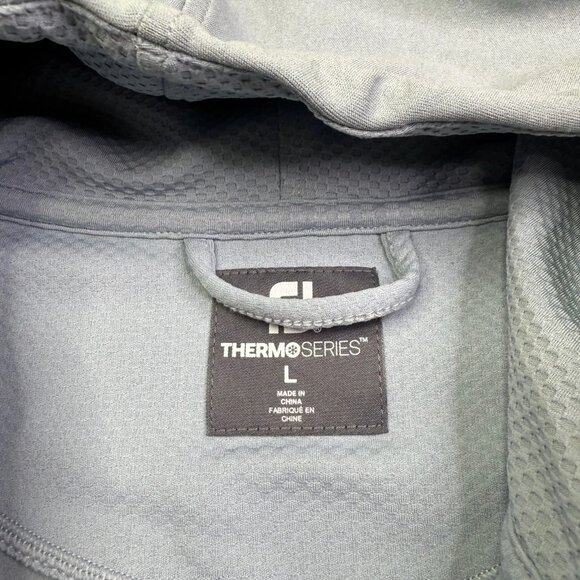 FJ
THERMOSERIES™
L
MADE IN
CHINA
FABRIQUÉ EN
CHINE